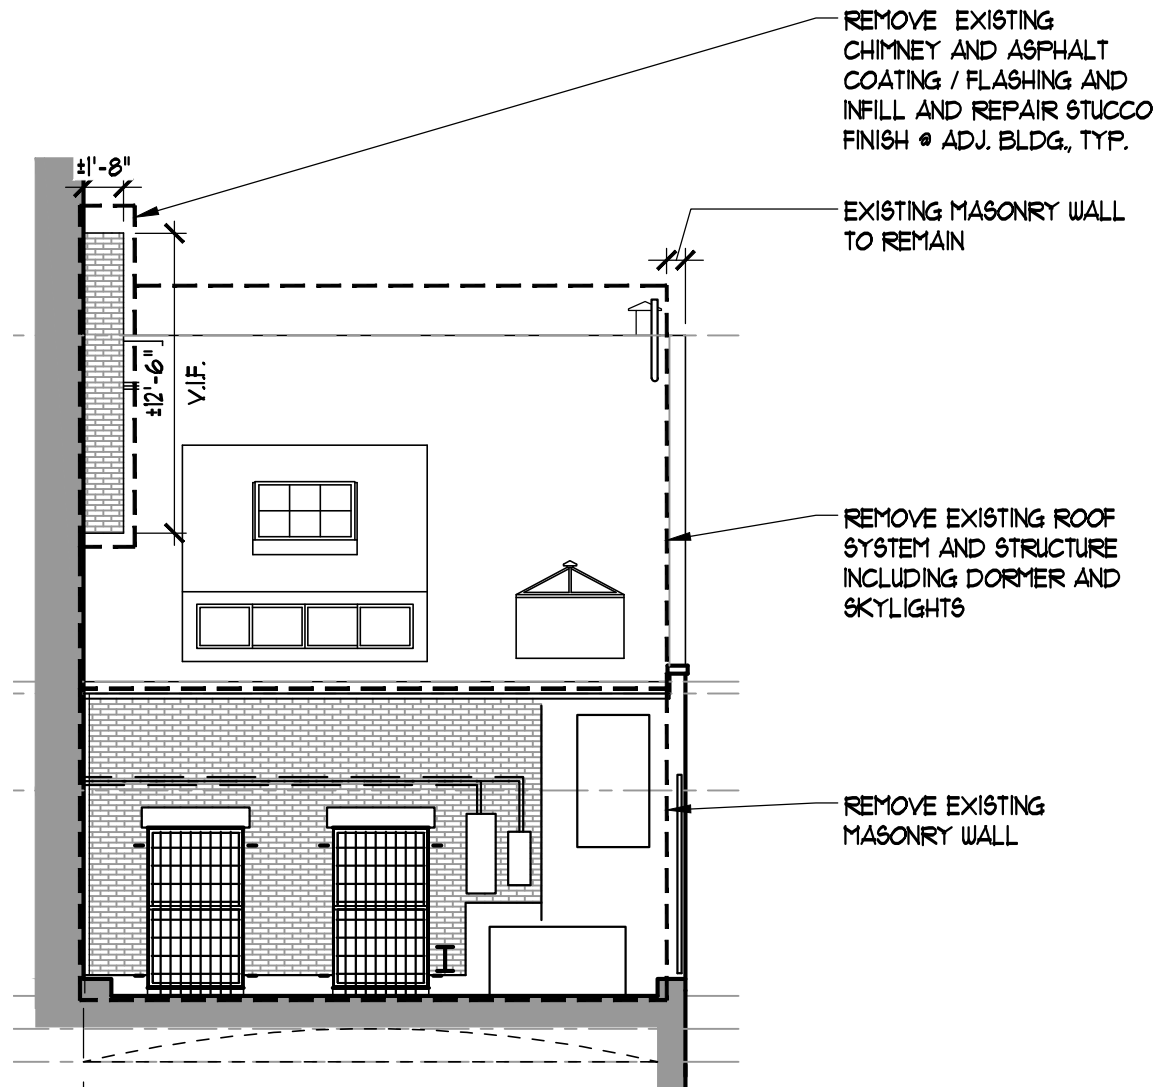 REMOVE EXISTING
CHIMNEY AND ASPHALT
COATING / FLASHING AND
INFILL AND REPAIR STUCCO
FINISH @ ADJ. BLDG., TYP.
±1'-8"
EXISTING MASONRY WALL
TO REMAIN
±12'-6"
V.I.F.
REMOVE EXISTING ROOF
SYSTEM AND STRUCTURE
INCLUDING DORMER AND
SKYLIGHTS
REMOVE EXISTING
MASONRY WALL